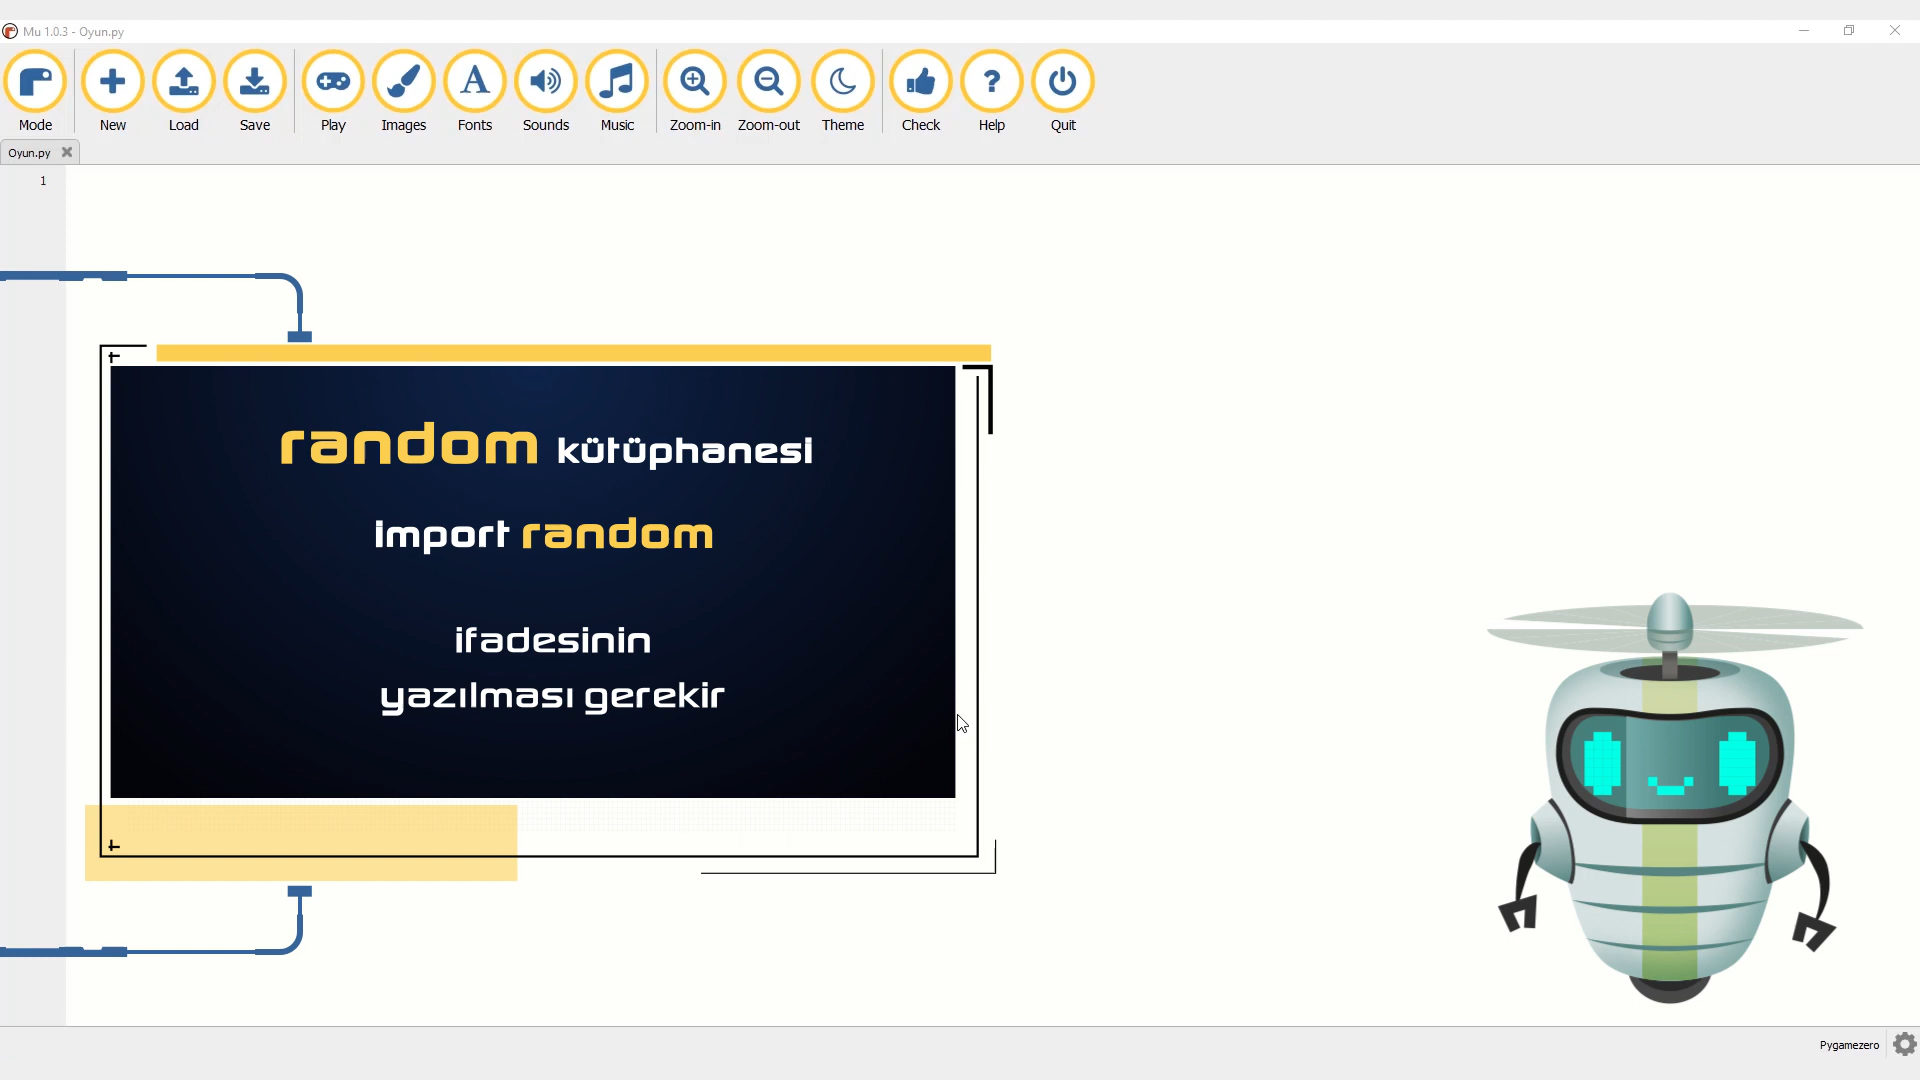 Mu 1.0.3 - Oyun.py
Mode New Load Save Play Images Fonts Sounds Music Zoom-in Zoom-out Theme Check Help Quit
Oyun.py
1
random kütüphanesi
import random
ifadesinin
yazılması gerekir
Pygamezero